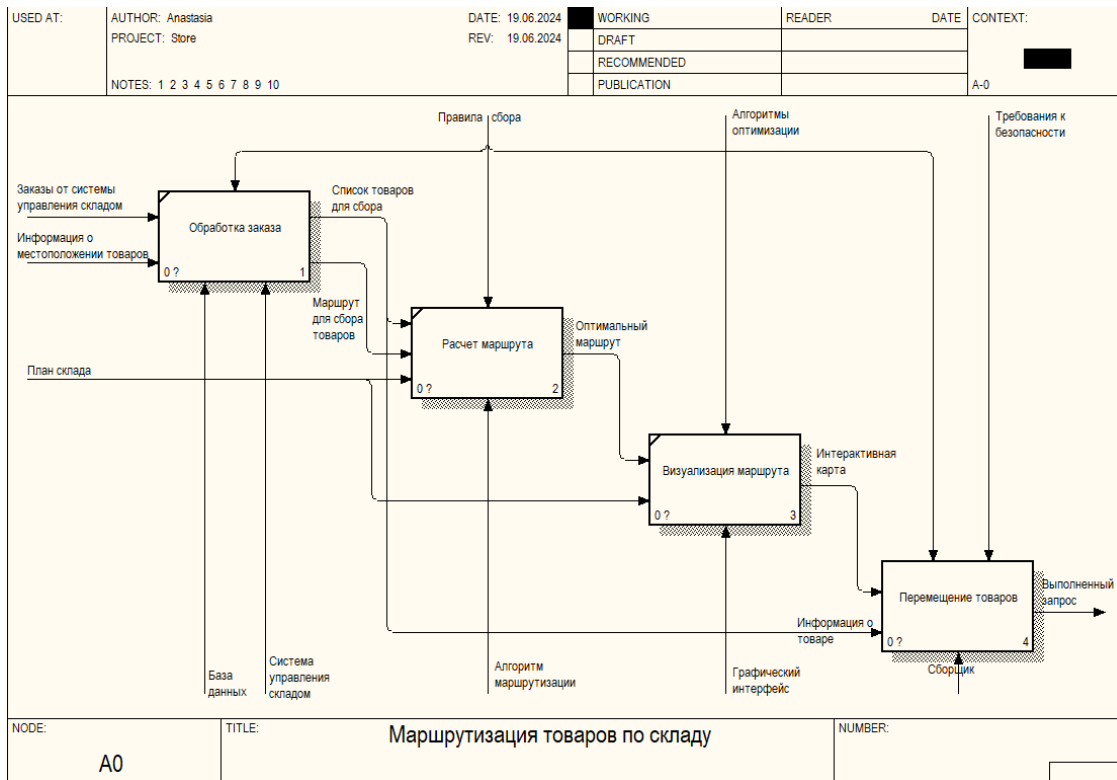 USED AT:
AUTHOR: Anastasia
DATE: 19.06.2024
WORKING
READER
DATE
CONTEXT:
PROJECT: Store
REV: 19.06.2024
DRAFT
RECOMMENDED
NOTES: 1 2 3 4 5 6 7 8 9 10
PUBLICATION
A-0
Правила сбора
Алгоритмы
оптимизации
Требования к
безопасности
Заказы от системы
управления складом
Информация о
местоположении товаров
Обработка заказа
0 ?
1
Список товаров
для сбора
Маршрут
для сбора
товаров
План склада
Расчет маршрута
0 ?
2
Оптимальный
маршрут
Визуализация маршрута
0 ?
3
Интерактивная
карта
Перемещение товаров
0 ?
4
Выполненный
запрос
Информация о
товаре
База
данных
Система
управления
складом
Алгоритм
маршрутизации
Графический
интерфейс
Сборщик
NODE:
A0
TITLE:
Маршрутизация товаров по складу
NUMBER: